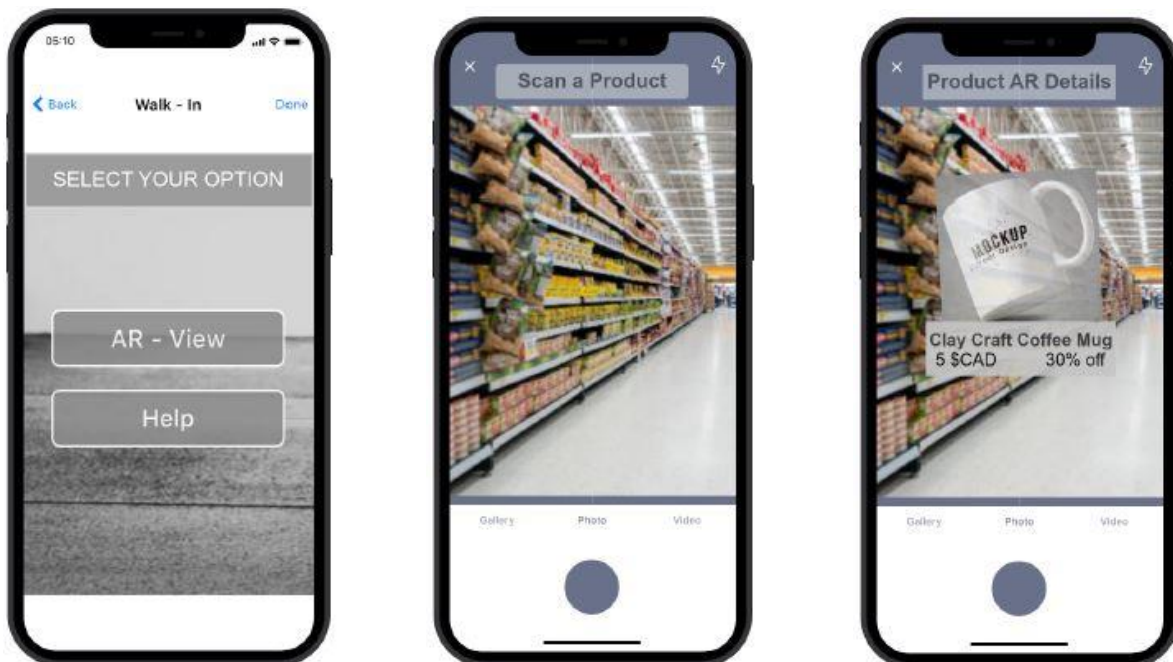 05:10
Back Walk - In Done
SELECT YOUR OPTION
AR - View
Help
Scan a Product
Gallery Photo Video
Product AR Details
MOCKUP
Clay Craft Coffee Mug
5 $CAD 30% off
Gallery Photo Video